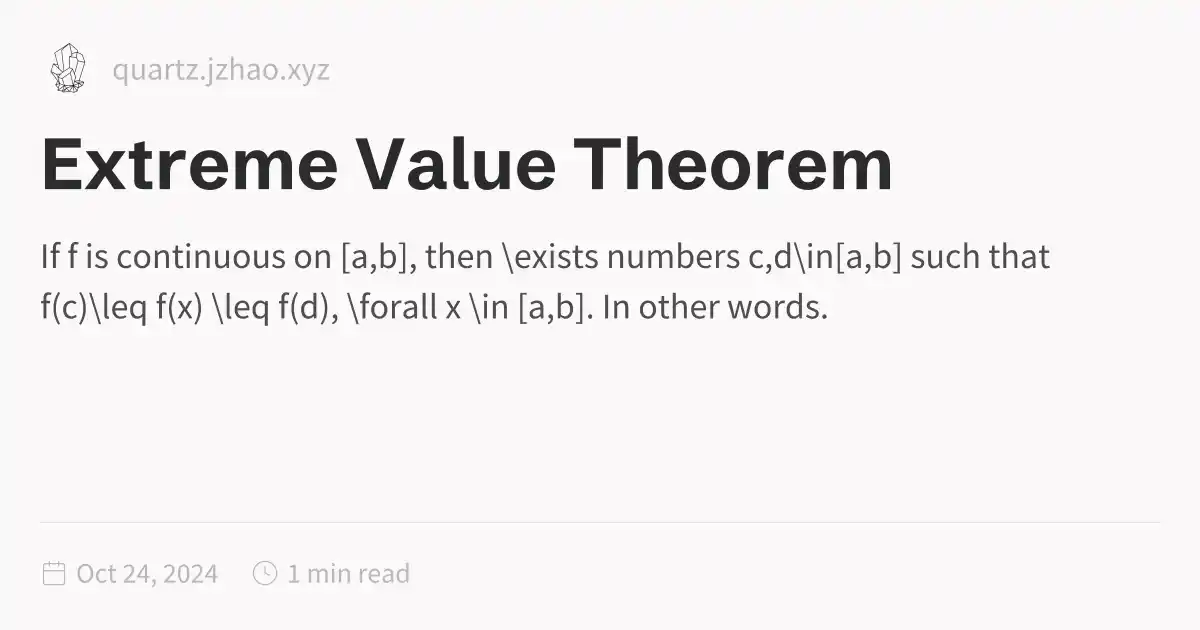 quartz.jzhao.xyz
Extreme Value Theorem
If f is continuous on [a,b], then \exists numbers c,d\in[a,b] such that
f(c)\leq f(x) \leq f(d), \forall x \in [a,b]. In other words.
Oct 24, 2024 1 min read